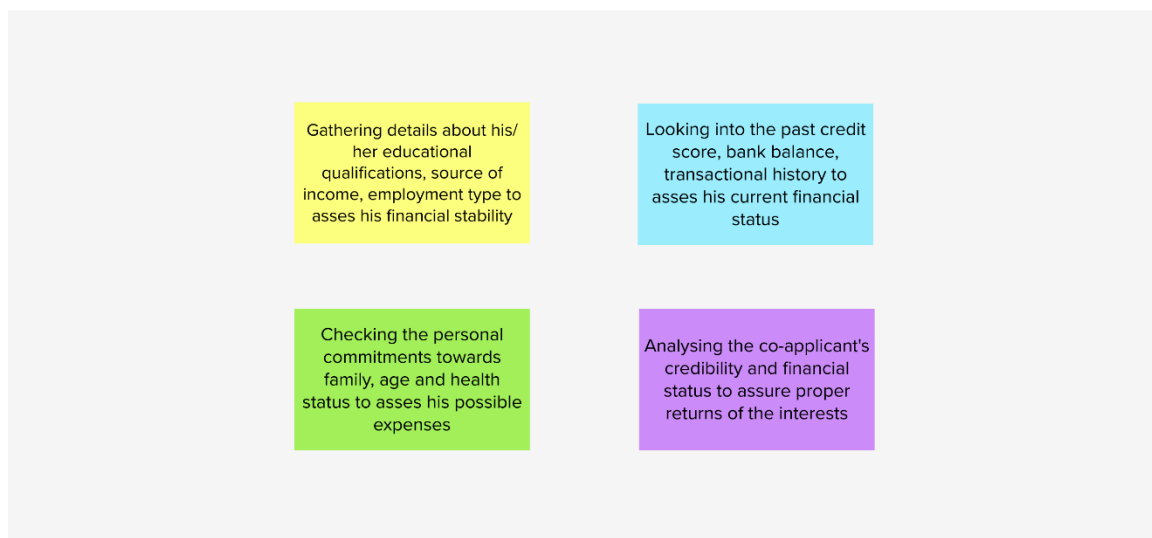 Gathering details about his/
her educational
qualifications, source of
income, employment type to
asses his financial stability
Looking into the past credit
score, bank balance,
transactional history to
asses his current financial
status
Checking the personal
commitments towards
family, age and health
status to asses his possible
expenses
Analysing the co-applicant's
credibility and financial
status to assure proper
returns of the interests